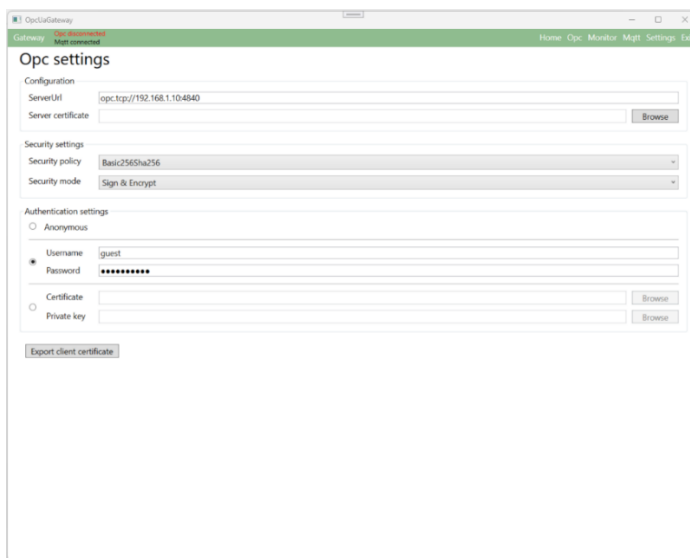 OpcUaGateway
Gateway Opc disconnected Mqtt connected Home Opc Monitor Mqtt Settings Ex
Opc settings
Configuration
ServerUrl opc.tcp://192.168.1.10:4840
Server certificate Browse
Security settings
Security policy Basic256Sha256
Security mode Sign & Encrypt
Authentication settings
Anonymous
Username guest
Password ●●●●●●●●●●
Certificate Browse
Private key Browse
Export client certificate